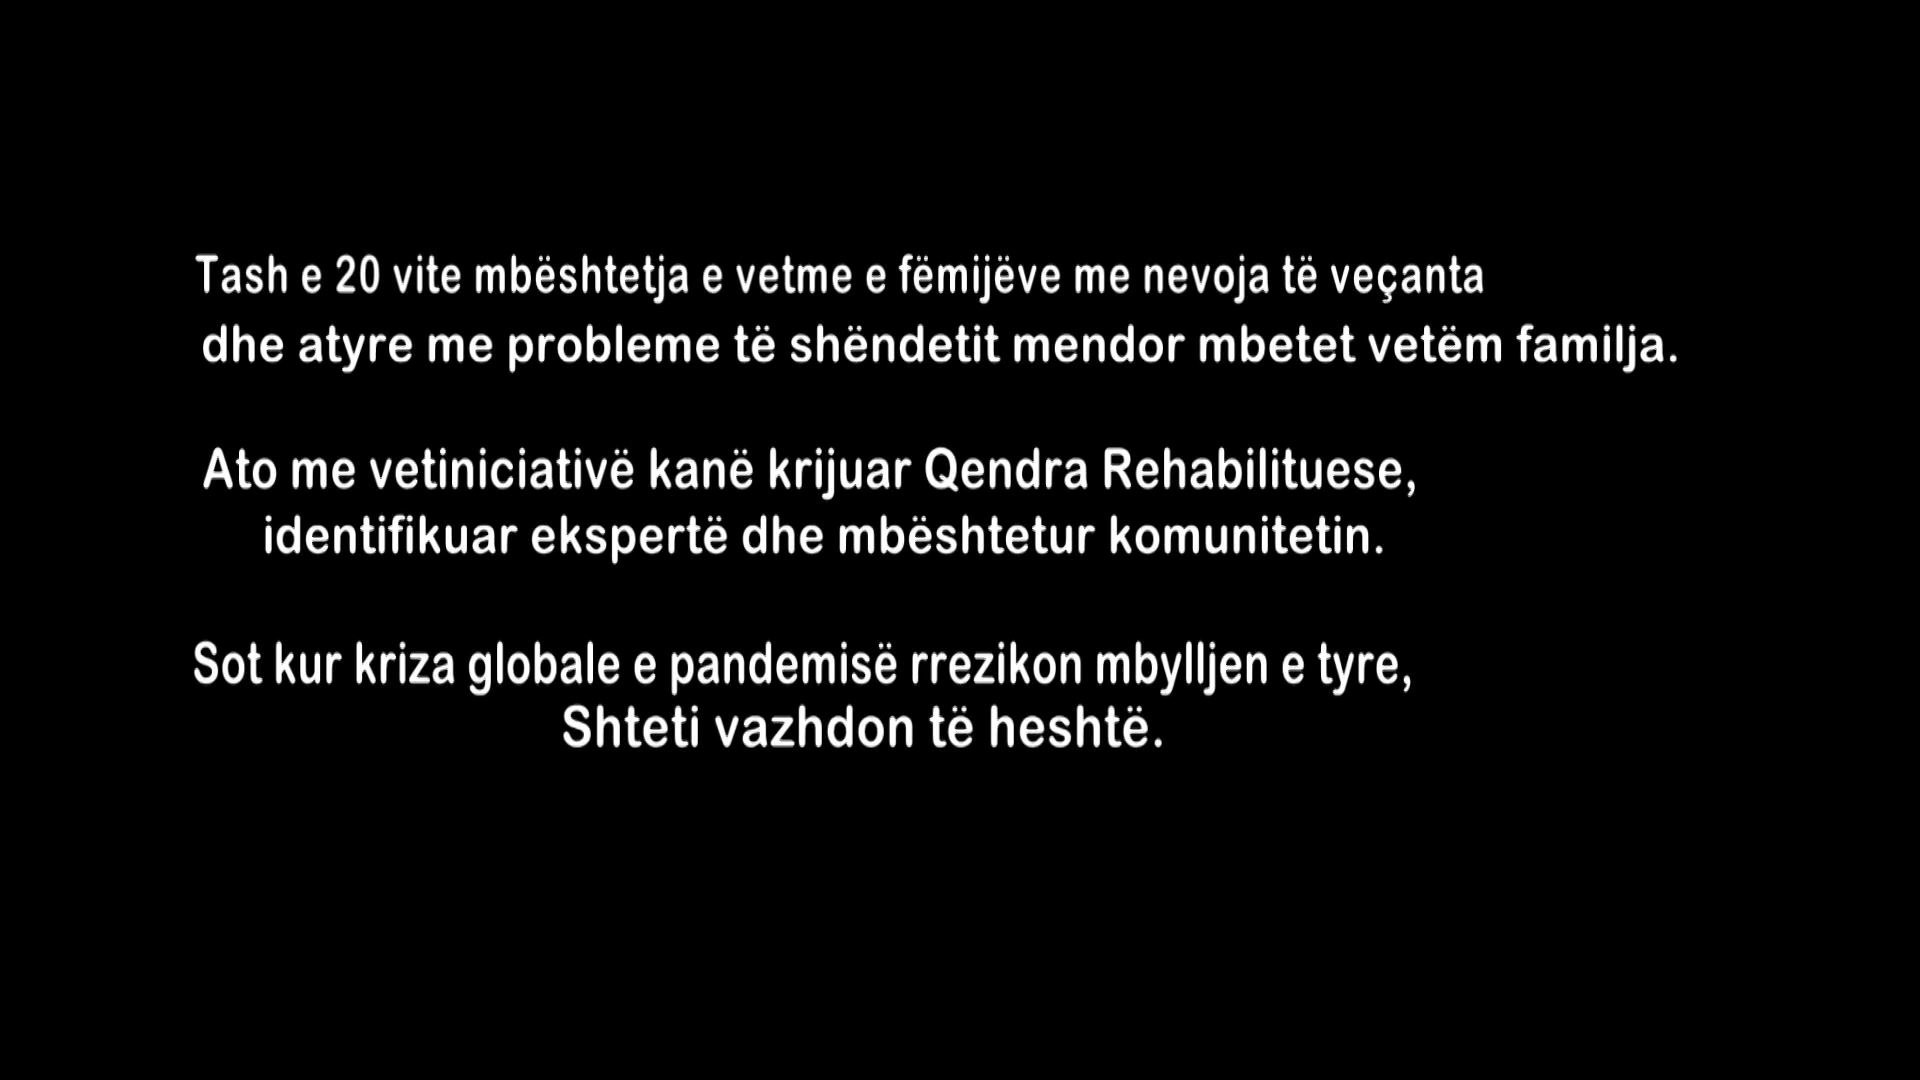 Tash e 20 vite mbështetja e vetme e fëmijëve me nevoja të veçanta
dhe atyre me probleme të shëndetit mendor mbetet vetëm familja.
Ato me vetiniciativë kanë krijuar Qendra Rehabilituese,
identifikuar ekspertë dhe mbështetur komunitetin.
Sot kur kriza globale e pandemisë rrezikon mbylljen e tyre,
Shteti vazhdon të heshtë.